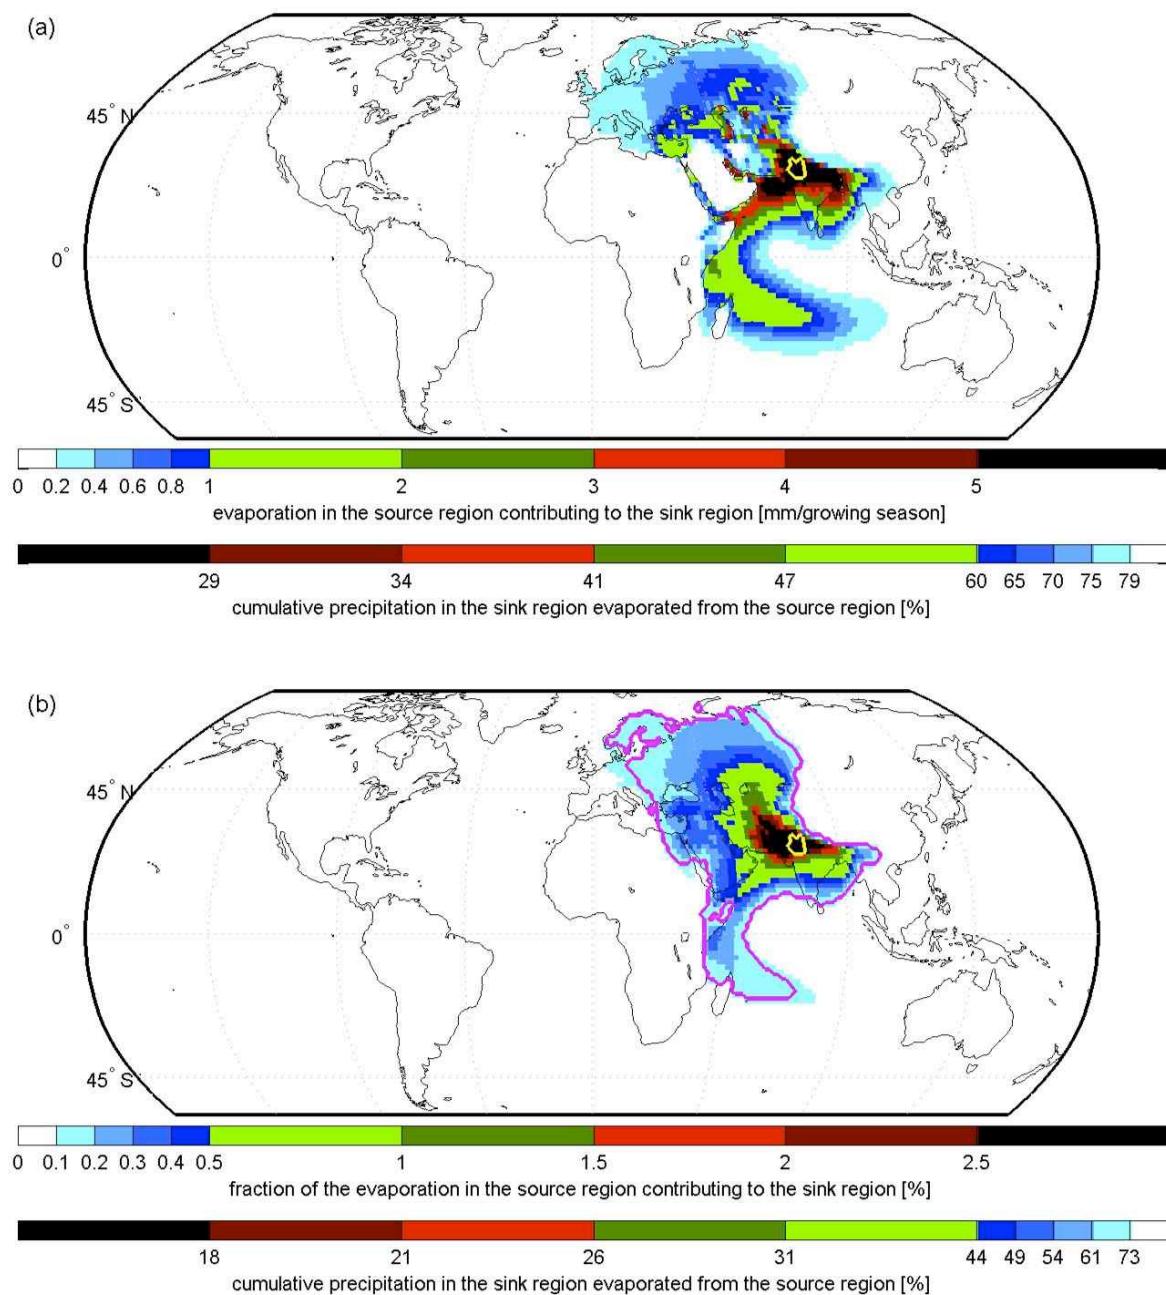 (a)
45° N
0°
45° S
0 0.2 0.4 0.6 0.8 1 2 3 4 5
evaporation in the source region contributing to the sink region [mm/growing season]
29 34 41 47 60 65 70 75 79
cumulative precipitation in the sink region evaporated from the source region [%]
(b)
45° N
0°
45° S
0 0.1 0.2 0.3 0.4 0.5 1 1.5 2 2.5
fraction of the evaporation in the source region contributing to the sink region [%]
18 21 26 31 44 49 54 61 73
cumulative precipitation in the sink region evaporated from the source region [%]